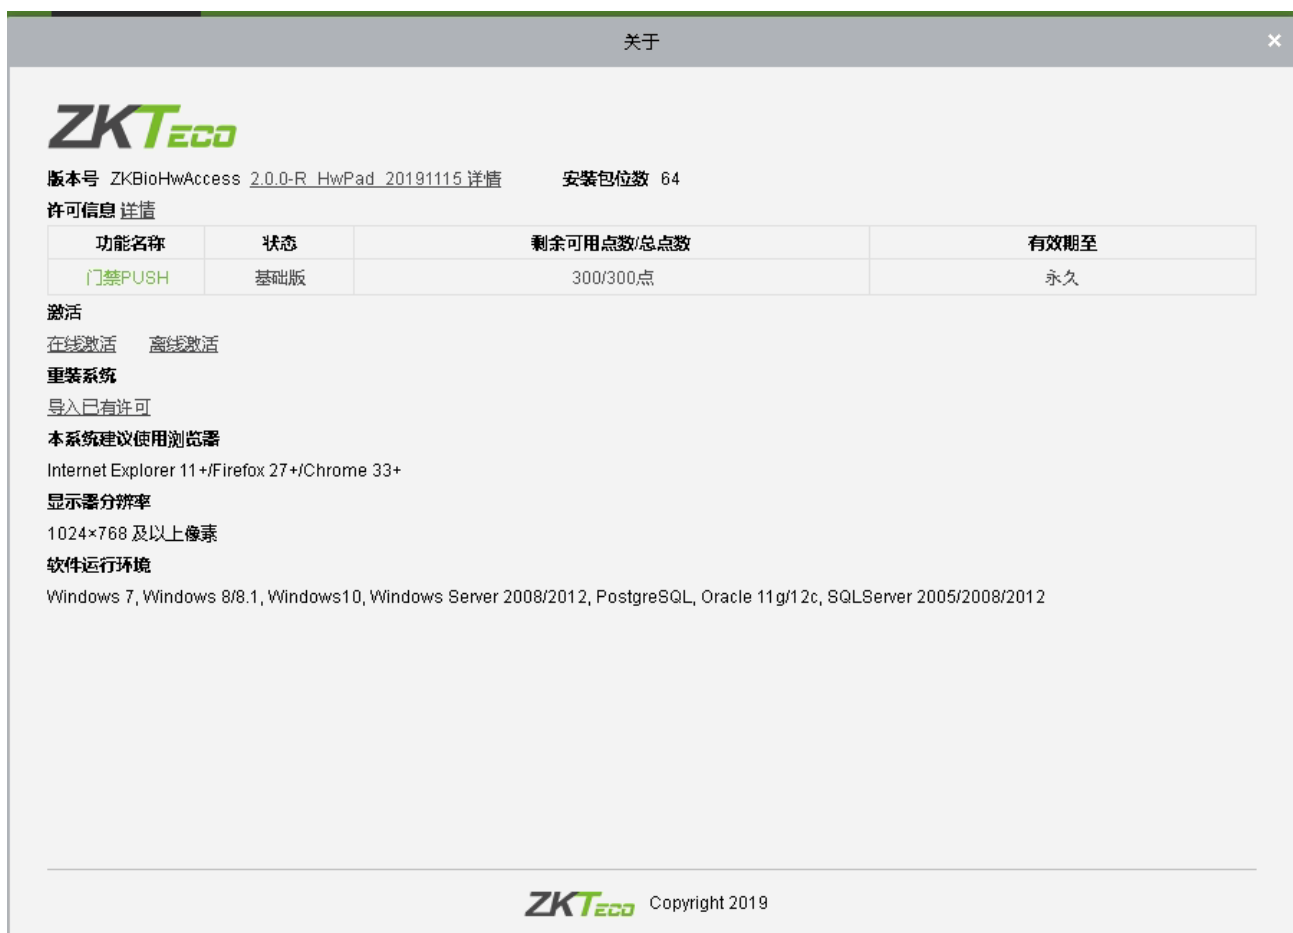 关于
ZKTECO
版本号 ZKBioHwAccess 2.0.0-R_HwPad_20191115 详情 安装包位数 64
许可信息 详情
功能名称 状态 剩余可用点数/总点数 有效期至
门禁PUSH 基础版 300/300点 永久
激活
在线激活 离线激活
重装系统
导入已有许可
本系统建议使用浏览器
Internet Explorer 11+/Firefox 27+/Chrome 33+
显示器分辨率
1024×768 及以上像素
软件运行环境
Windows 7, Windows 8/8.1, Windows10, Windows Server 2008/2012, PostgreSQL, Oracle 11g/12c, SQLServer 2005/2008/2012
ZKTECO Copyright 2019